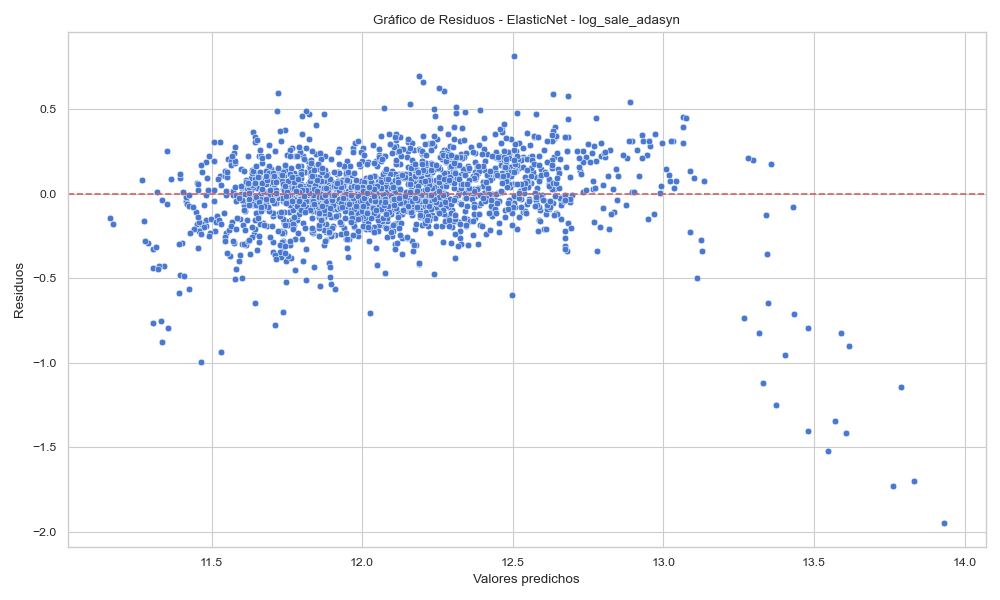 Gráfico de Residuos - ElasticNet - log_sale_adasyn
Residuos
0.5
0.0
−0.5
−1.0
−1.5
−2.0
11.5 12.0 12.5 13.0 13.5 14.0
Valores predichos